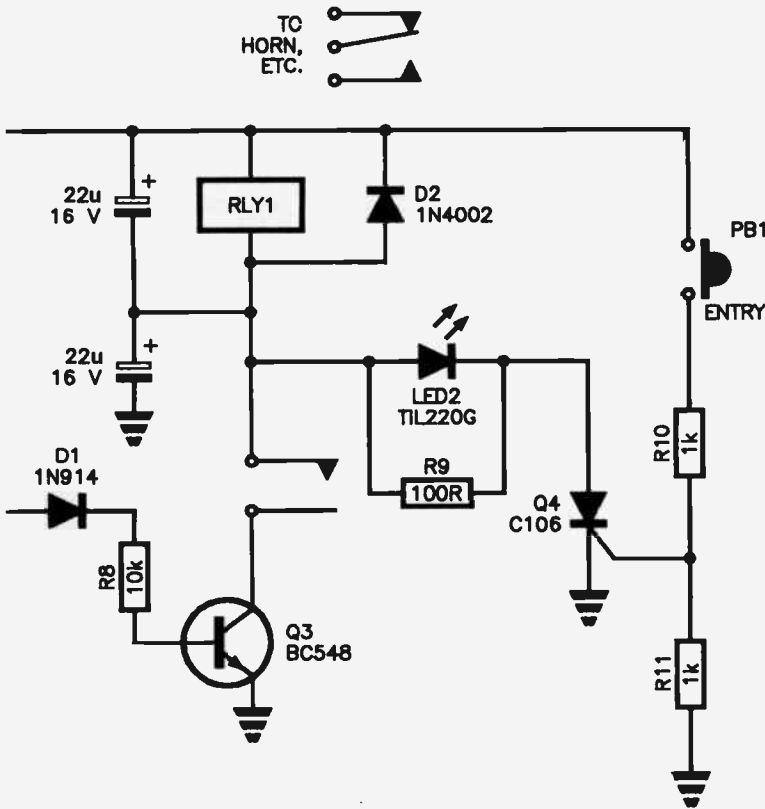 TO
HORN,
ETC.
22u
16 V
+
RLY1
D2
1N4002
PB1
ENTRY
22u
16 V
+
LED2
TIL220G
R9
100R
R10
1k
D1
1N914
Q4
C106
R8
10k
Q3
BC548
R11
1k